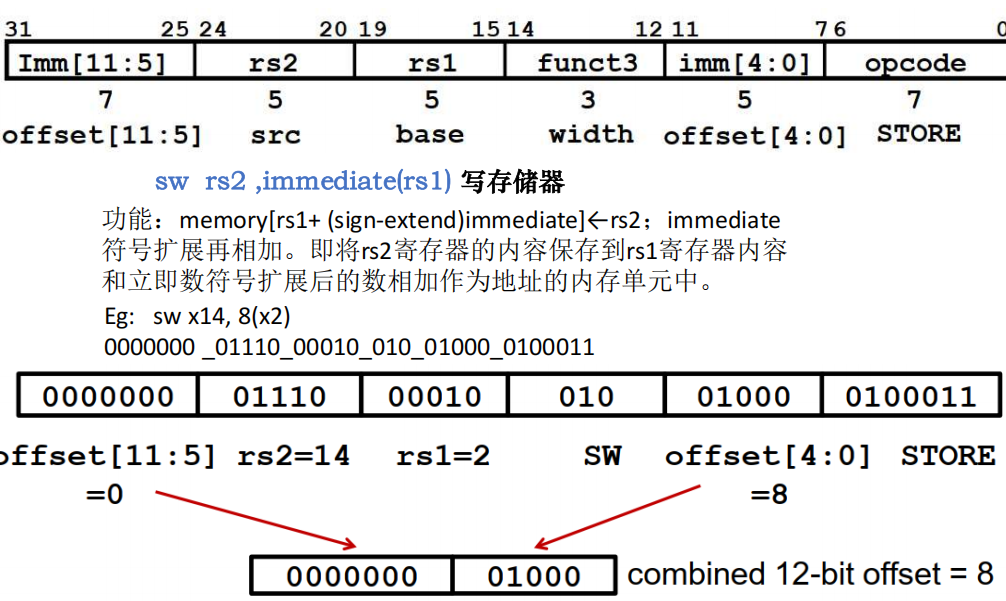 31 25 24 20 19 15 14 12 11 7 6 0
Imm[11:5] rs2 rs1 funct3 imm[4:0] opcode
7 5 5 3 5 7
offset[11:5] src base width offset[4:0] STORE
sw rs2 ,immediate(rs1) 写存储器
功能：memory[rs1+ (sign-extend)immediate]←rs2；immediate
符号扩展再相加。即将rs2寄存器的内容保存到rs1寄存器内容
和立即数符号扩展后的数相加作为地址的内存单元中。
Eg: sw x14, 8(x2)
0000000 _01110_00010_010_01000_0100011
0000000 01110 00010 010 01000 0100011
offset[11:5] rs2=14 rs1=2 SW offset[4:0] STORE
=0 =8
0000000 01000 combined 12-bit offset = 8